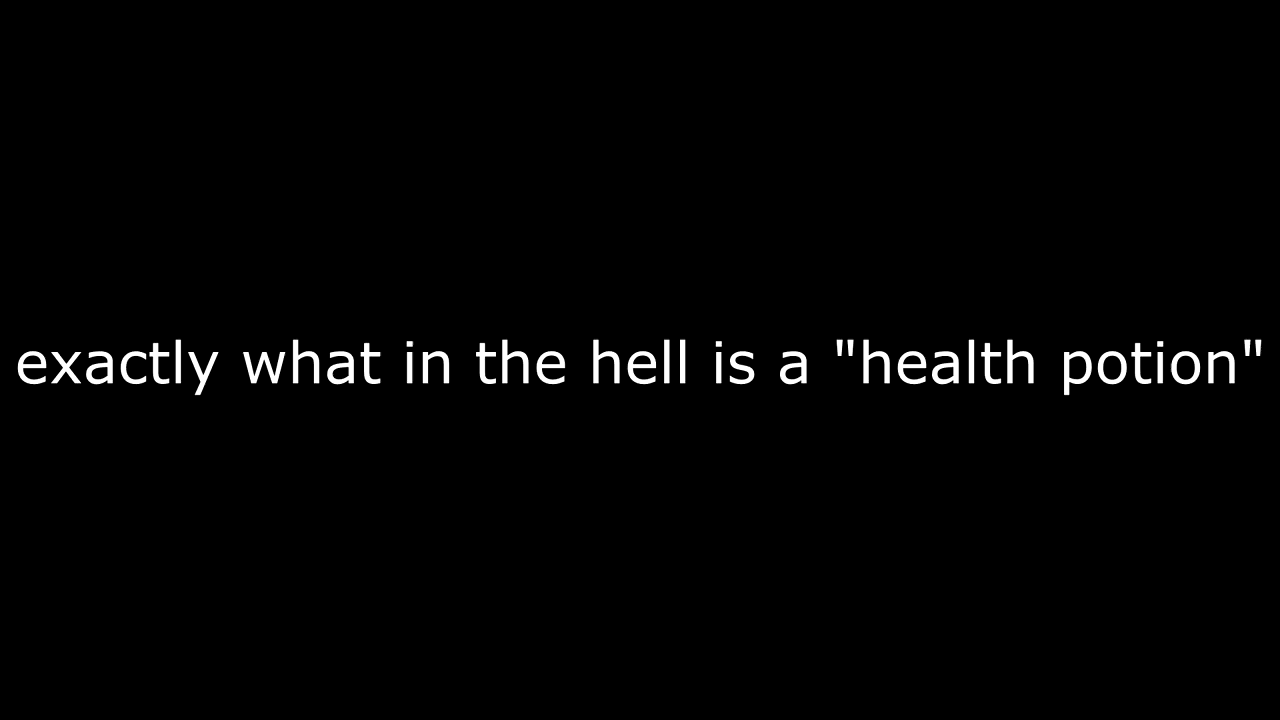 exactly what in the hell is a "health potion"